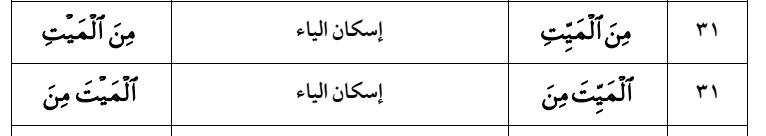 ٣١ مِنَ ٱلْمَيِّتِ إسكان الياء مِنَ ٱلْمَيْتِ
٣١ ٱلْمَيِّتَ مِنَ إسكان الياء ٱلْمَيْتَ مِنَ